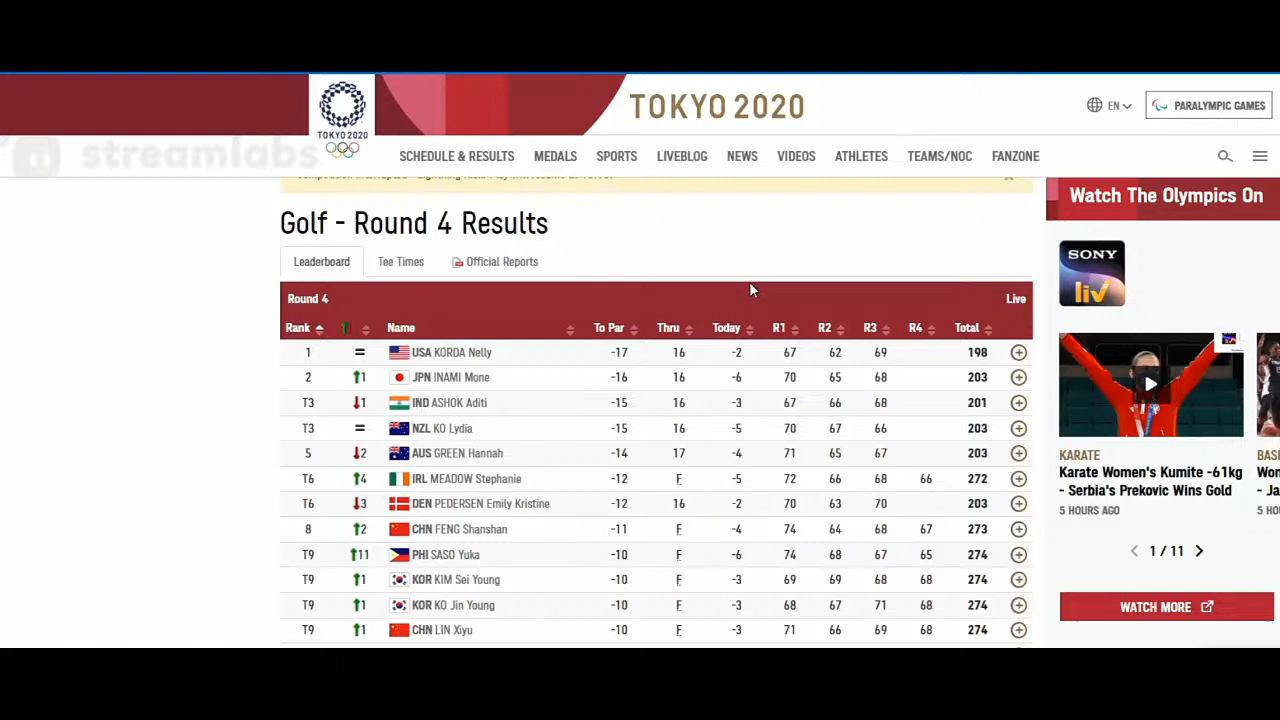 TOKYO 2020
EN
PARALYMPIC GAMES
TOKYO 2020
streamlabs
SCHEDULE & RESULTS MEDALS SPORTS LIVEBLOG NEWS VIDEOS ATHLETES TEAMS/NOC FANZONE
Watch The Olympics On
Golf - Round 4 Results
Leaderboard Tee Times Official Reports
SONY
liv
Round 4 Live
Rank Name To Par Thru Today R1 R2 R3 R4 Total
1 = USA KORDA Nelly -17 16 -2 67 62 69 198
2 1 JPN INAMI Mone -16 16 -6 70 65 68 203
T3 1 IND ASHOK Aditi -15 16 -3 67 66 68 201
T3 = NZL KO Lydia -15 16 -5 70 67 66 203
5 2 AUS GREEN Hannah -14 17 -4 71 65 67 203
T6 4 IRL MEADOW Stephanie -12 F -5 72 66 68 66 272
T6 3 DEN PEDERSEN Emily Kristine -12 16 -2 70 63 70 203
8 2 CHN FENG Shanshan -11 F -4 74 64 68 67 273
T9 11 PHI SASO Yuka -10 F -6 74 68 67 65 274
T9 1 KOR KIM Sei Young -10 F -3 69 69 68 68 274
T9 1 KOR KO Jin Young -10 F -3 68 67 71 68 274
T9 1 CHN LIN Xiyu -10 F -3 71 66 69 68 274
KARATE
Karate Women's Kumite -61kg
- Serbia's Prekovic Wins Gold
5 HOURS AGO
BAS
Wor
- Ja
5 HO
1 / 11
WATCH MORE